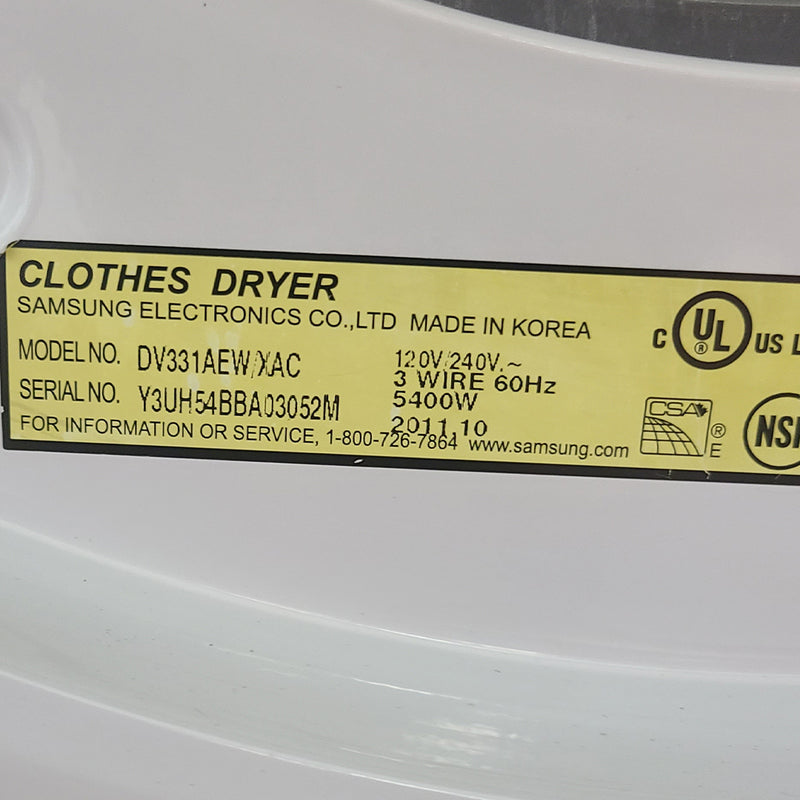 CLOTHES DRYER
SAMSUNG ELECTRONICS CO.,LTD MADE IN KOREA
MODEL NO. DV331AEW/XAC 120V/240V.~
3 WIRE 60Hz
SERIAL NO. Y3UH54BBA03052M 5400W
2011.10
FOR INFORMATION OR SERVICE, 1-800-726-7864 www.samsung.com
C UL ® US L
CSA ® E
NSF